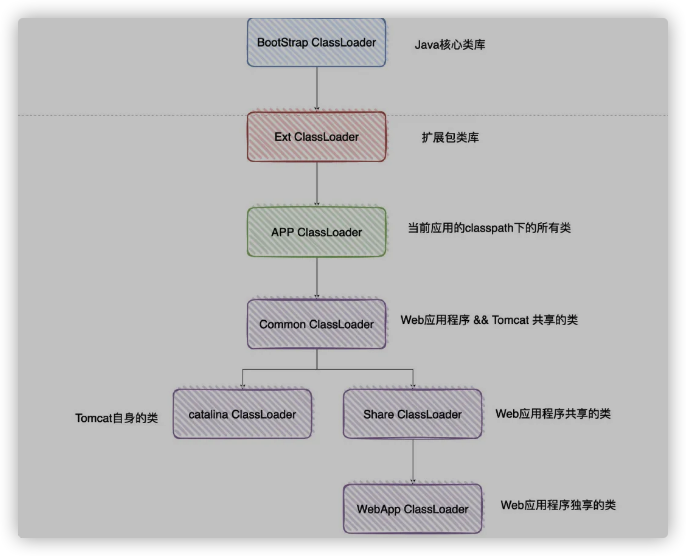 BootStrap ClassLoader
Java核心类库
Ext ClassLoader
扩展包类库
APP ClassLoader
当前应用的classpath下的所有类
Common ClassLoader
Web应用程序 && Tomcat 共享的类
Tomcat自身的类
catalina ClassLoader
Share ClassLoader
Web应用程序共享的类
WebApp ClassLoader
Web应用程序独享的类